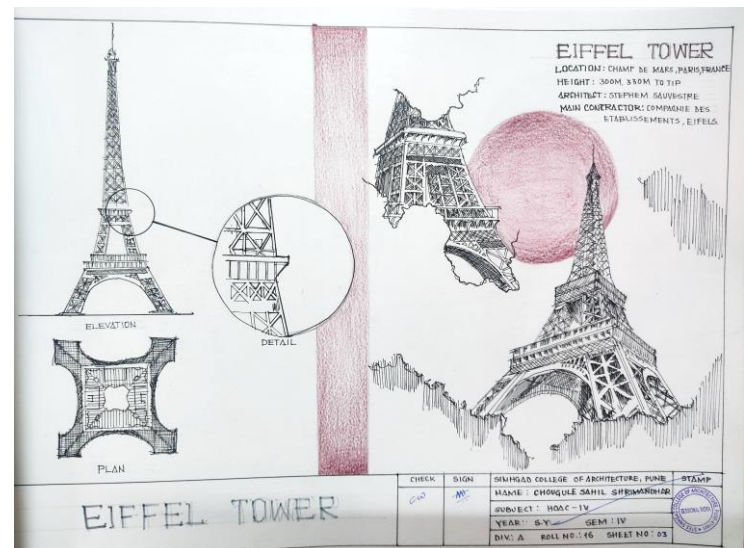 EIFFEL TOWER
LOCATION: CHAMP DE MARS, PARIS, FRANCE
HEIGHT: 300M, 330M TO TIP
ARCHITECT: STEPHEM SAUVESTRE
MAIN CONTRACTOR: COMPAGNIE DES
ETABLISSEMENTS, EIFELS
ELEVATION
DETAIL
PLAN
EIFFEL TOWER
CHECK
SIGN
SINHGAD COLLEGE OF ARCHITECTURE, PUNE
STAMP
NAME: CHOUGULE SAHIL SHRIMANDHAR
SUBJECT: HOAC-IV
YEAR: S.Y. SEM: IV
DIV.: A ROLL NO.: 16 SHEET NO: 03